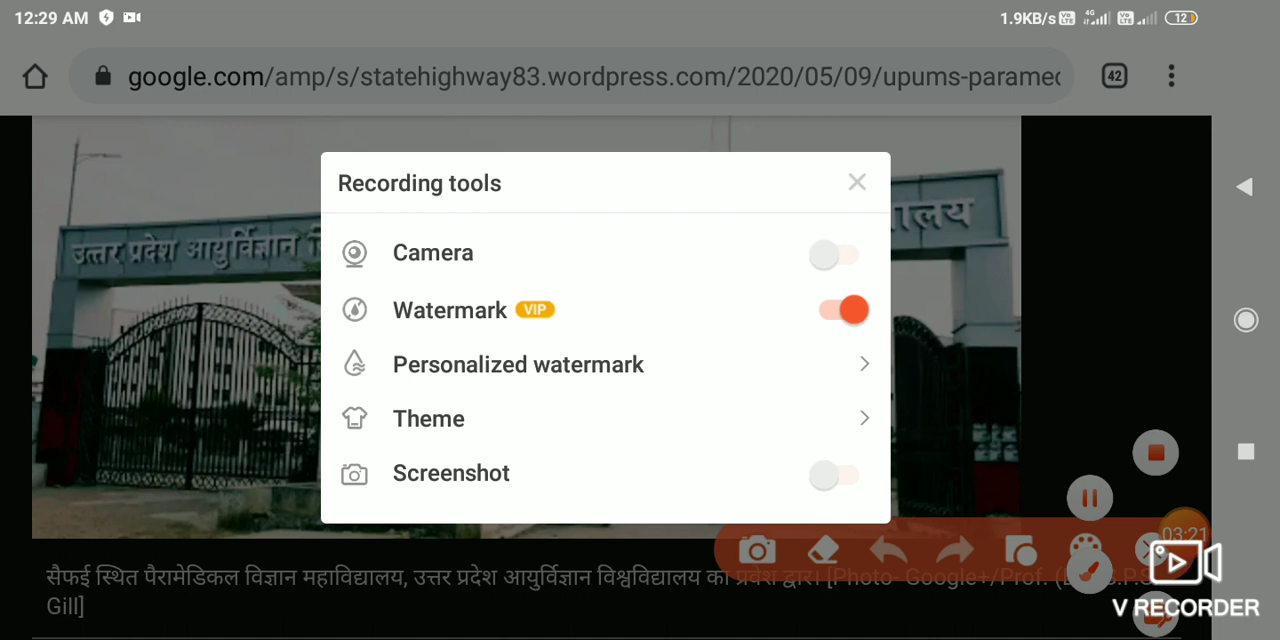 12:29 AM
1.9KB/s
4G
12
google.com/amp/s/statehighway83.wordpress.com/2020/05/09/upums-parame
42
Recording tools
Camera
Watermark VIP
Personalized watermark
Theme
Screenshot
उत्तर प्रदेश आयुर्विज्ञान
03:21
सैफई स्थित पैरामेडिकल विज्ञान महाविद्यालय, उत्तर प्रदेश आयुर्विज्ञान विश्वविद्यालय का प्रवेश द्वार। [Photo- Google+/Prof.
Gill]
V RECORDER